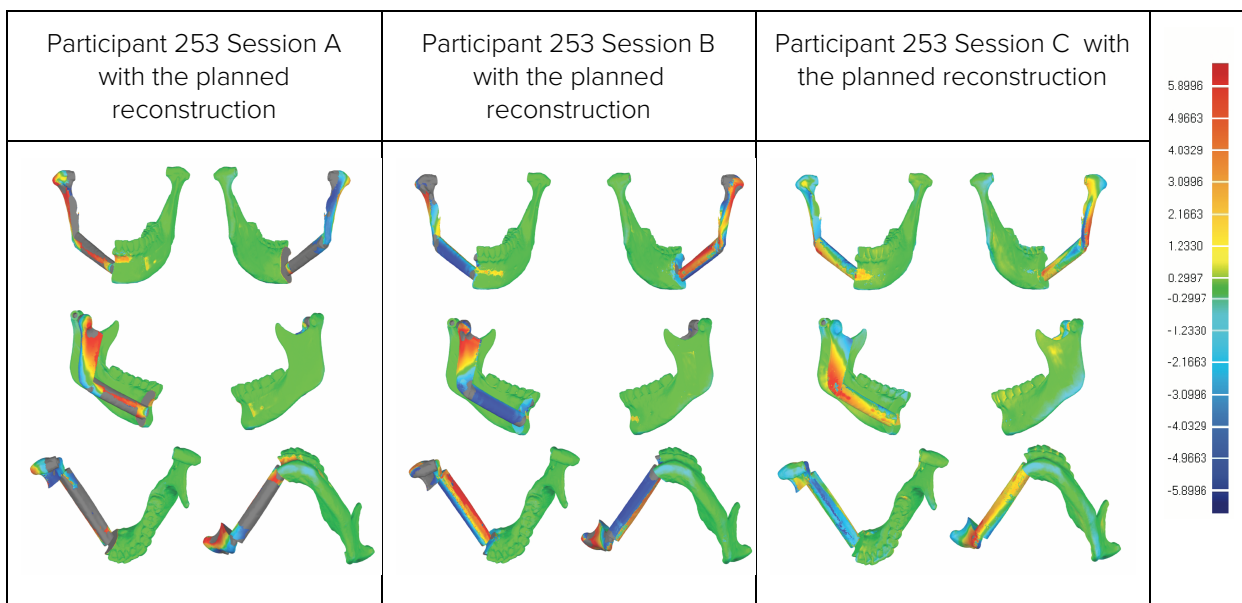 Participant 253 Session A
with the planned
reconstruction
Participant 253 Session B
with the planned
reconstruction
Participant 253 Session C  with
the planned reconstruction
5.8996
4.9663
4.0329
3.0996
2.1663
1.2330
0.2997
-0.2997
-1.2330
-2.1663
-3.0996
-4.0329
-4.9663
-5.8996